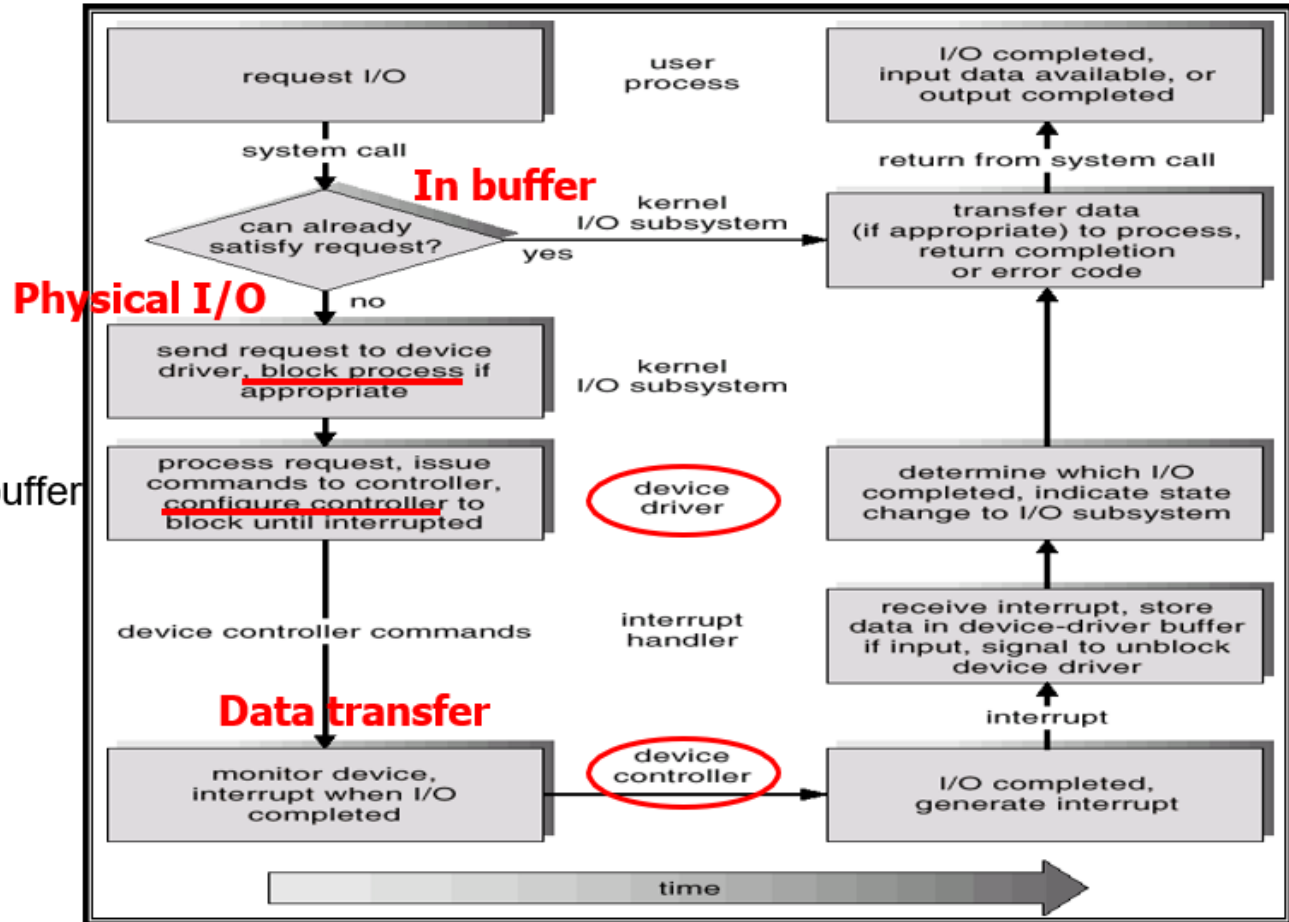 request I/O
user
process
I/O completed,
input data available, or
output completed
system call
return from system call
In buffer
can already
satisfy request?
yes
kernel
I/O subsystem
transfer data
(if appropriate) to process,
return completion
or error code
Physical I/O
no
send request to device
driver, block process if
appropriate
kernel
I/O subsystem
uffer
process request, issue
commands to controller,
configure controller to
block until interrupted
device
driver
determine which I/O
completed, indicate state
change to I/O subsystem
device controller commands
interrupt
handler
receive interrupt, store
data in device-driver buffer
if input, signal to unblock
device driver
Data transfer
interrupt
monitor device,
interrupt when I/O
completed
device
controller
I/O completed,
generate interrupt
time